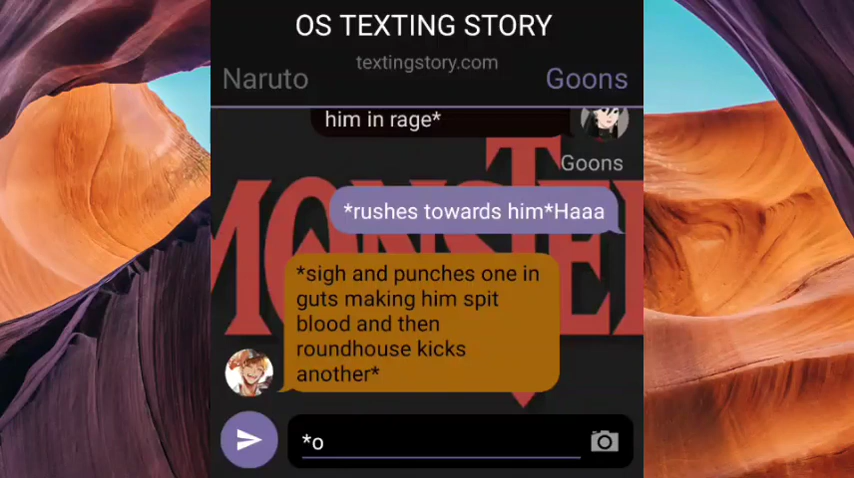 OS TEXTING STORY
textingstory.com
Naruto
Goons
him in rage*
Goons
MONSTER
*rushes towards him*Haaa
*sigh and punches one in
guts making him spit
blood and then
roundhouse kicks
another*
*o